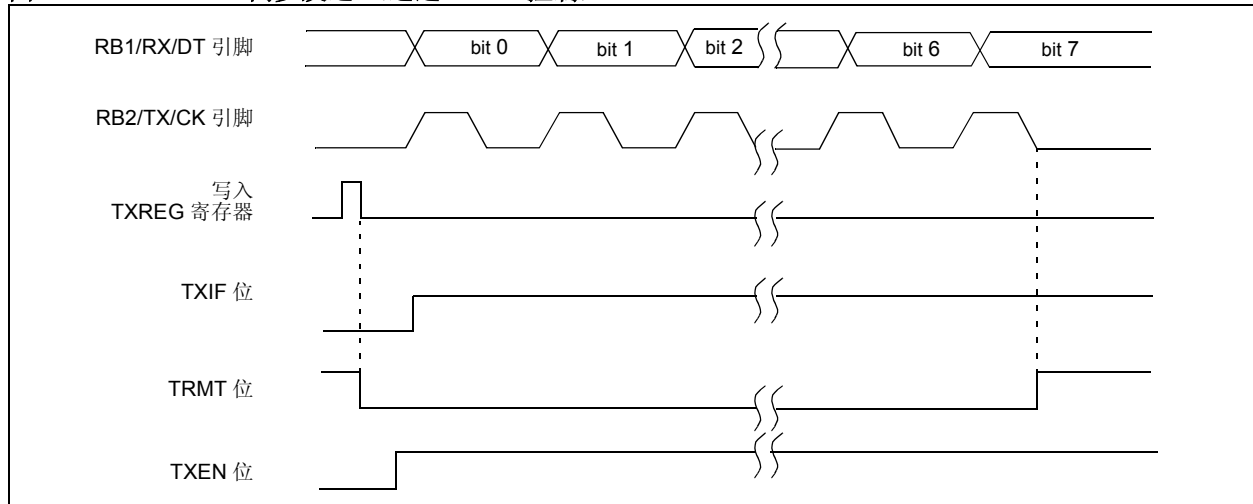 RB1/RX/DT 引脚
bit 0
bit 1
bit 2
bit 6
bit 7
RB2/TX/CK 引脚
写入
TXREG 寄存器
TXIF 位
TRMT 位
TXEN 位